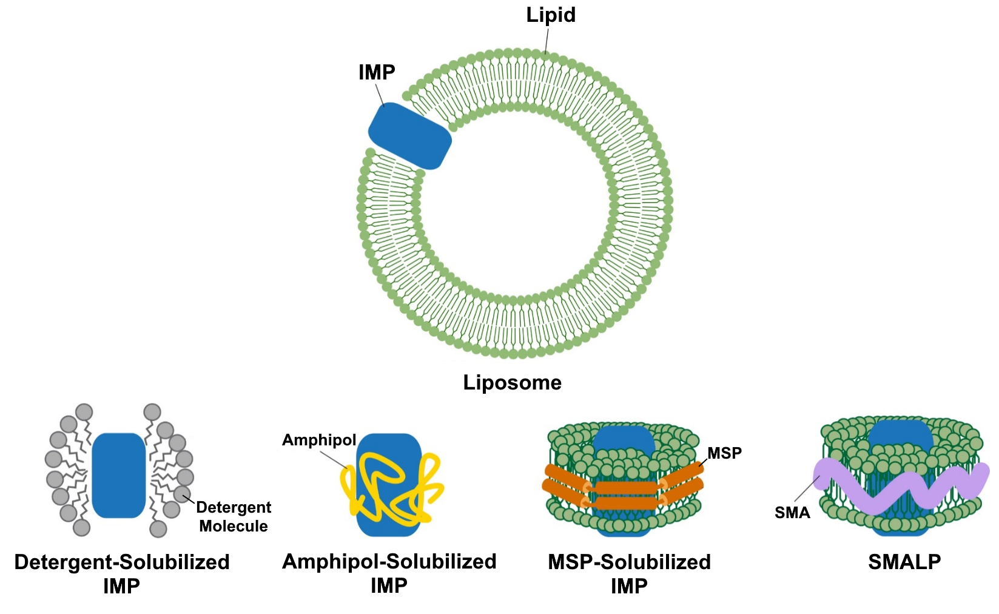 Lipid
IMP
Liposome
Amphipol
MSP
Detergent
Molecule
SMA
Detergent-Solubilized
IMP
Amphipol-Solubilized
IMP
MSP-Solubilized
IMP
SMALP